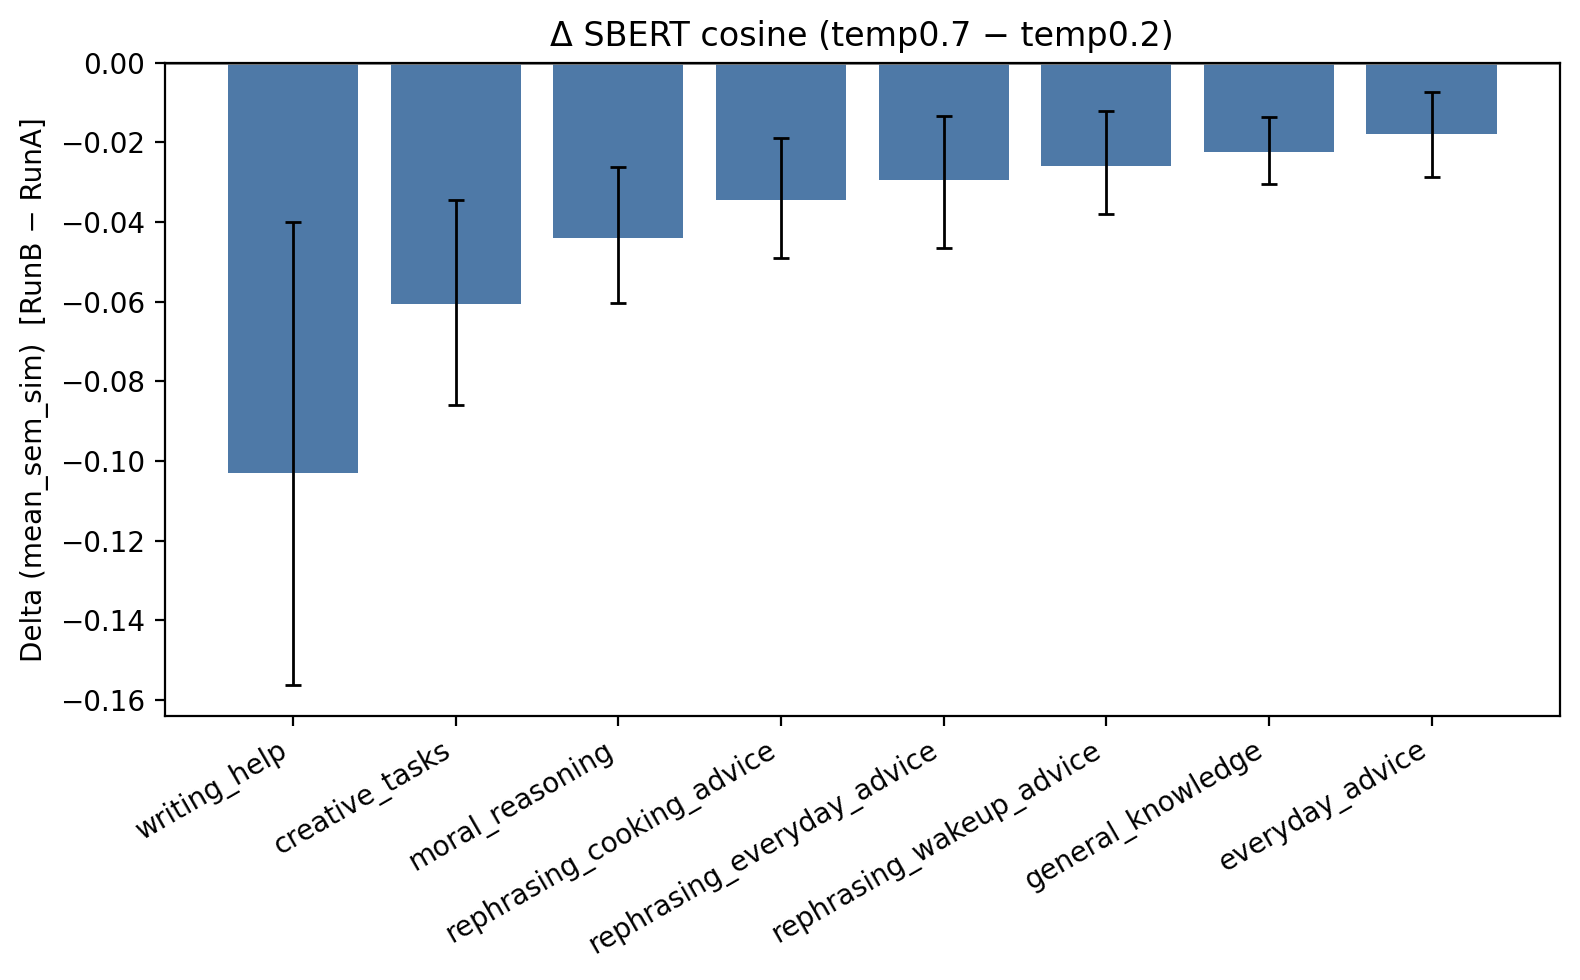 Δ SBERT cosine (temp0.7 − temp0.2)
Delta (mean_sem_sim)  [RunB − RunA]
0.00
−0.02
−0.04
−0.06
−0.08
−0.10
−0.12
−0.14
−0.16
writing_help
creative_tasks
moral_reasoning
rephrasing_cooking_advice
rephrasing_everyday_advice
rephrasing_wakeup_advice
general_knowledge
everyday_advice